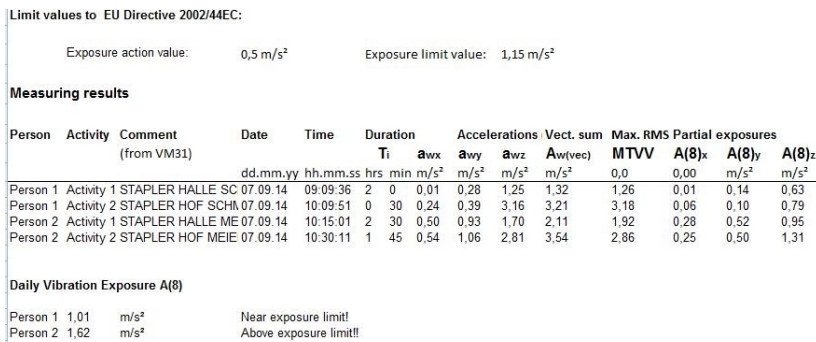 Limit values to EU Directive 2002/44EC:
Exposure action value: 0,5 m/s² Exposure limit value: 1,15 m/s²
Measuring results
Person Activity Comment Date Time Duration Accelerations Vect. sum Max. RMS Partial exposures
(from VM31) Ti awx awy awz Aw(vec) MTVV A(8)x A(8)y A(8)z
dd.mm.yy hh.mm.ss hrs min m/s² m/s² m/s² m/s² 0,0 0,00 m/s² m/s²
Person 1 Activity 1 STAPLER HALLE SC 07.09.14 09:09:36 2 0 0,01 0,28 1,25 1,32 1,26 0,01 0,14 0,63
Person 1 Activity 2 STAPLER HOF SCHM 07.09.14 10:09:51 0 30 0,24 0,39 3,16 3,21 3,18 0,06 0,10 0,79
Person 2 Activity 1 STAPLER HALLE ME 07.09.14 10:15:01 2 30 0,50 0,93 1,70 2,11 1,92 0,28 0,52 0,95
Person 2 Activity 2 STAPLER HOF MEIE 07.09.14 10:30:11 1 45 0,54 1,06 2,81 3,54 2,86 0,25 0,50 1,31
Daily Vibration Exposure A(8)
Person 1 1,01 m/s² Near exposure limit!
Person 2 1,62 m/s² Above exposure limit!!